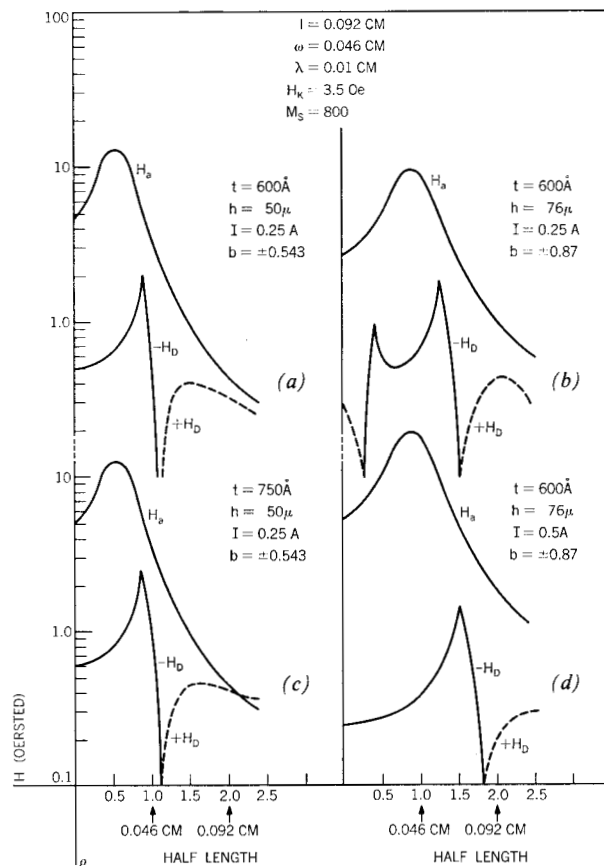 l = 0.092 CM
ω = 0.046 CM
λ = 0.01 CM
H_K = 3.5 Oe
M_S = 800
100
10
1.0
H_a
t = 600Å
h = 50μ
I = 0.25 A
b = ±0.543
-H_D
+H_D
(a)
H_a
t = 600Å
h = 76μ
I = 0.25 A
b = ±0.87
-H_D
+H_D
(b)
10
1.0
0.1
H (OERSTED)
H_a
t = 750Å
h = 50μ
I = 0.25 A
b = ±0.543
-H_D
+H_D
(c)
H_a
t = 600Å
h = 76μ
I = 0.5A
b = ±0.87
-H_D
+H_D
(d)
0.5 1.0 1.5 2.0 2.5
0.5 1.0 1.5 2.0 2.5
0.046 CM 0.092 CM
0.046 CM 0.092 CM
HALF LENGTH
HALF LENGTH